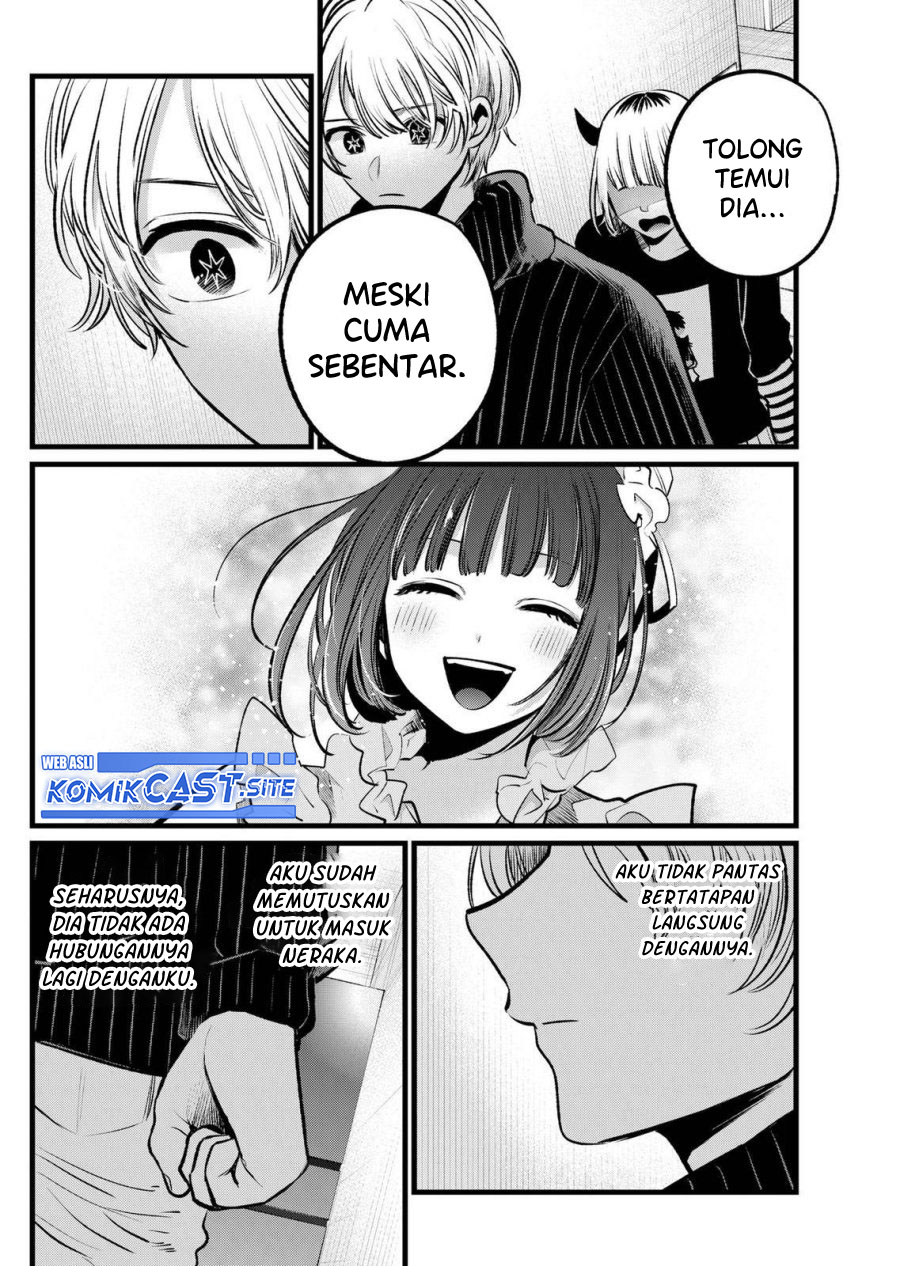 TOLONG
TEMUI
DIA...
MESKI
CUMA
SEBENTAR.
WEB ASLI
KOMIKCAST.SITE
AKU TIDAK PANTAS
BERTATAPAN
LANGSUNG
DENGANNYA.
AKU SUDAH
MEMUTUSKAN
UNTUK MASUK
NERAKA.
SEHARUSNYA,
DIA TIDAK ADA
HUBUNGANNYA
LAGI DENGANKU.